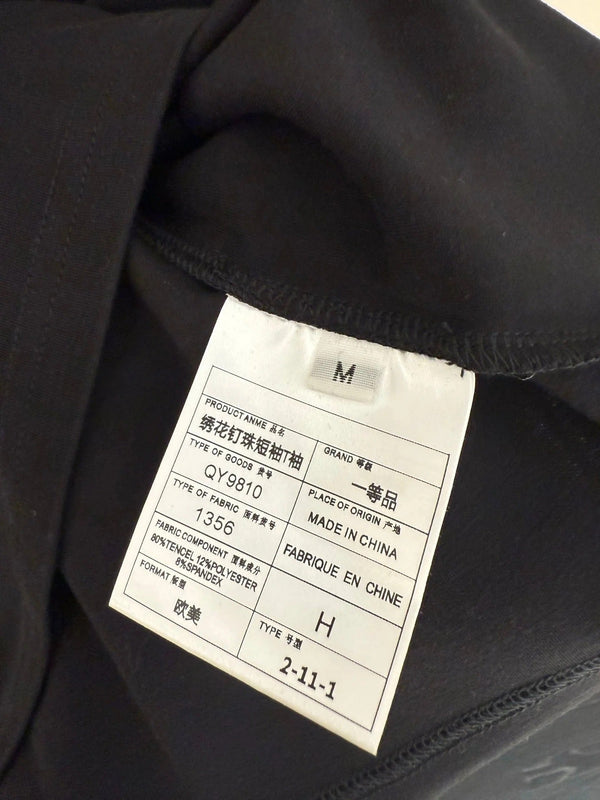 M
PRODUCT ANME 品名
绣花钉珠短袖T袖
GRAND 等级
一等品
TYPE OF GOODS 货号
QY9810
PLACE OF ORIGIN 产地
MADE IN CHINA
TYPE OF FABRIC 面料货号
1356
FABRIQUE EN CHINE
FABRIC COMPONENT 面料成分
80%TENCEL 12%POLYESTER
8%SPANDEX
H
FORMAT 版型
欧美
TYPE 号型
2-11-1